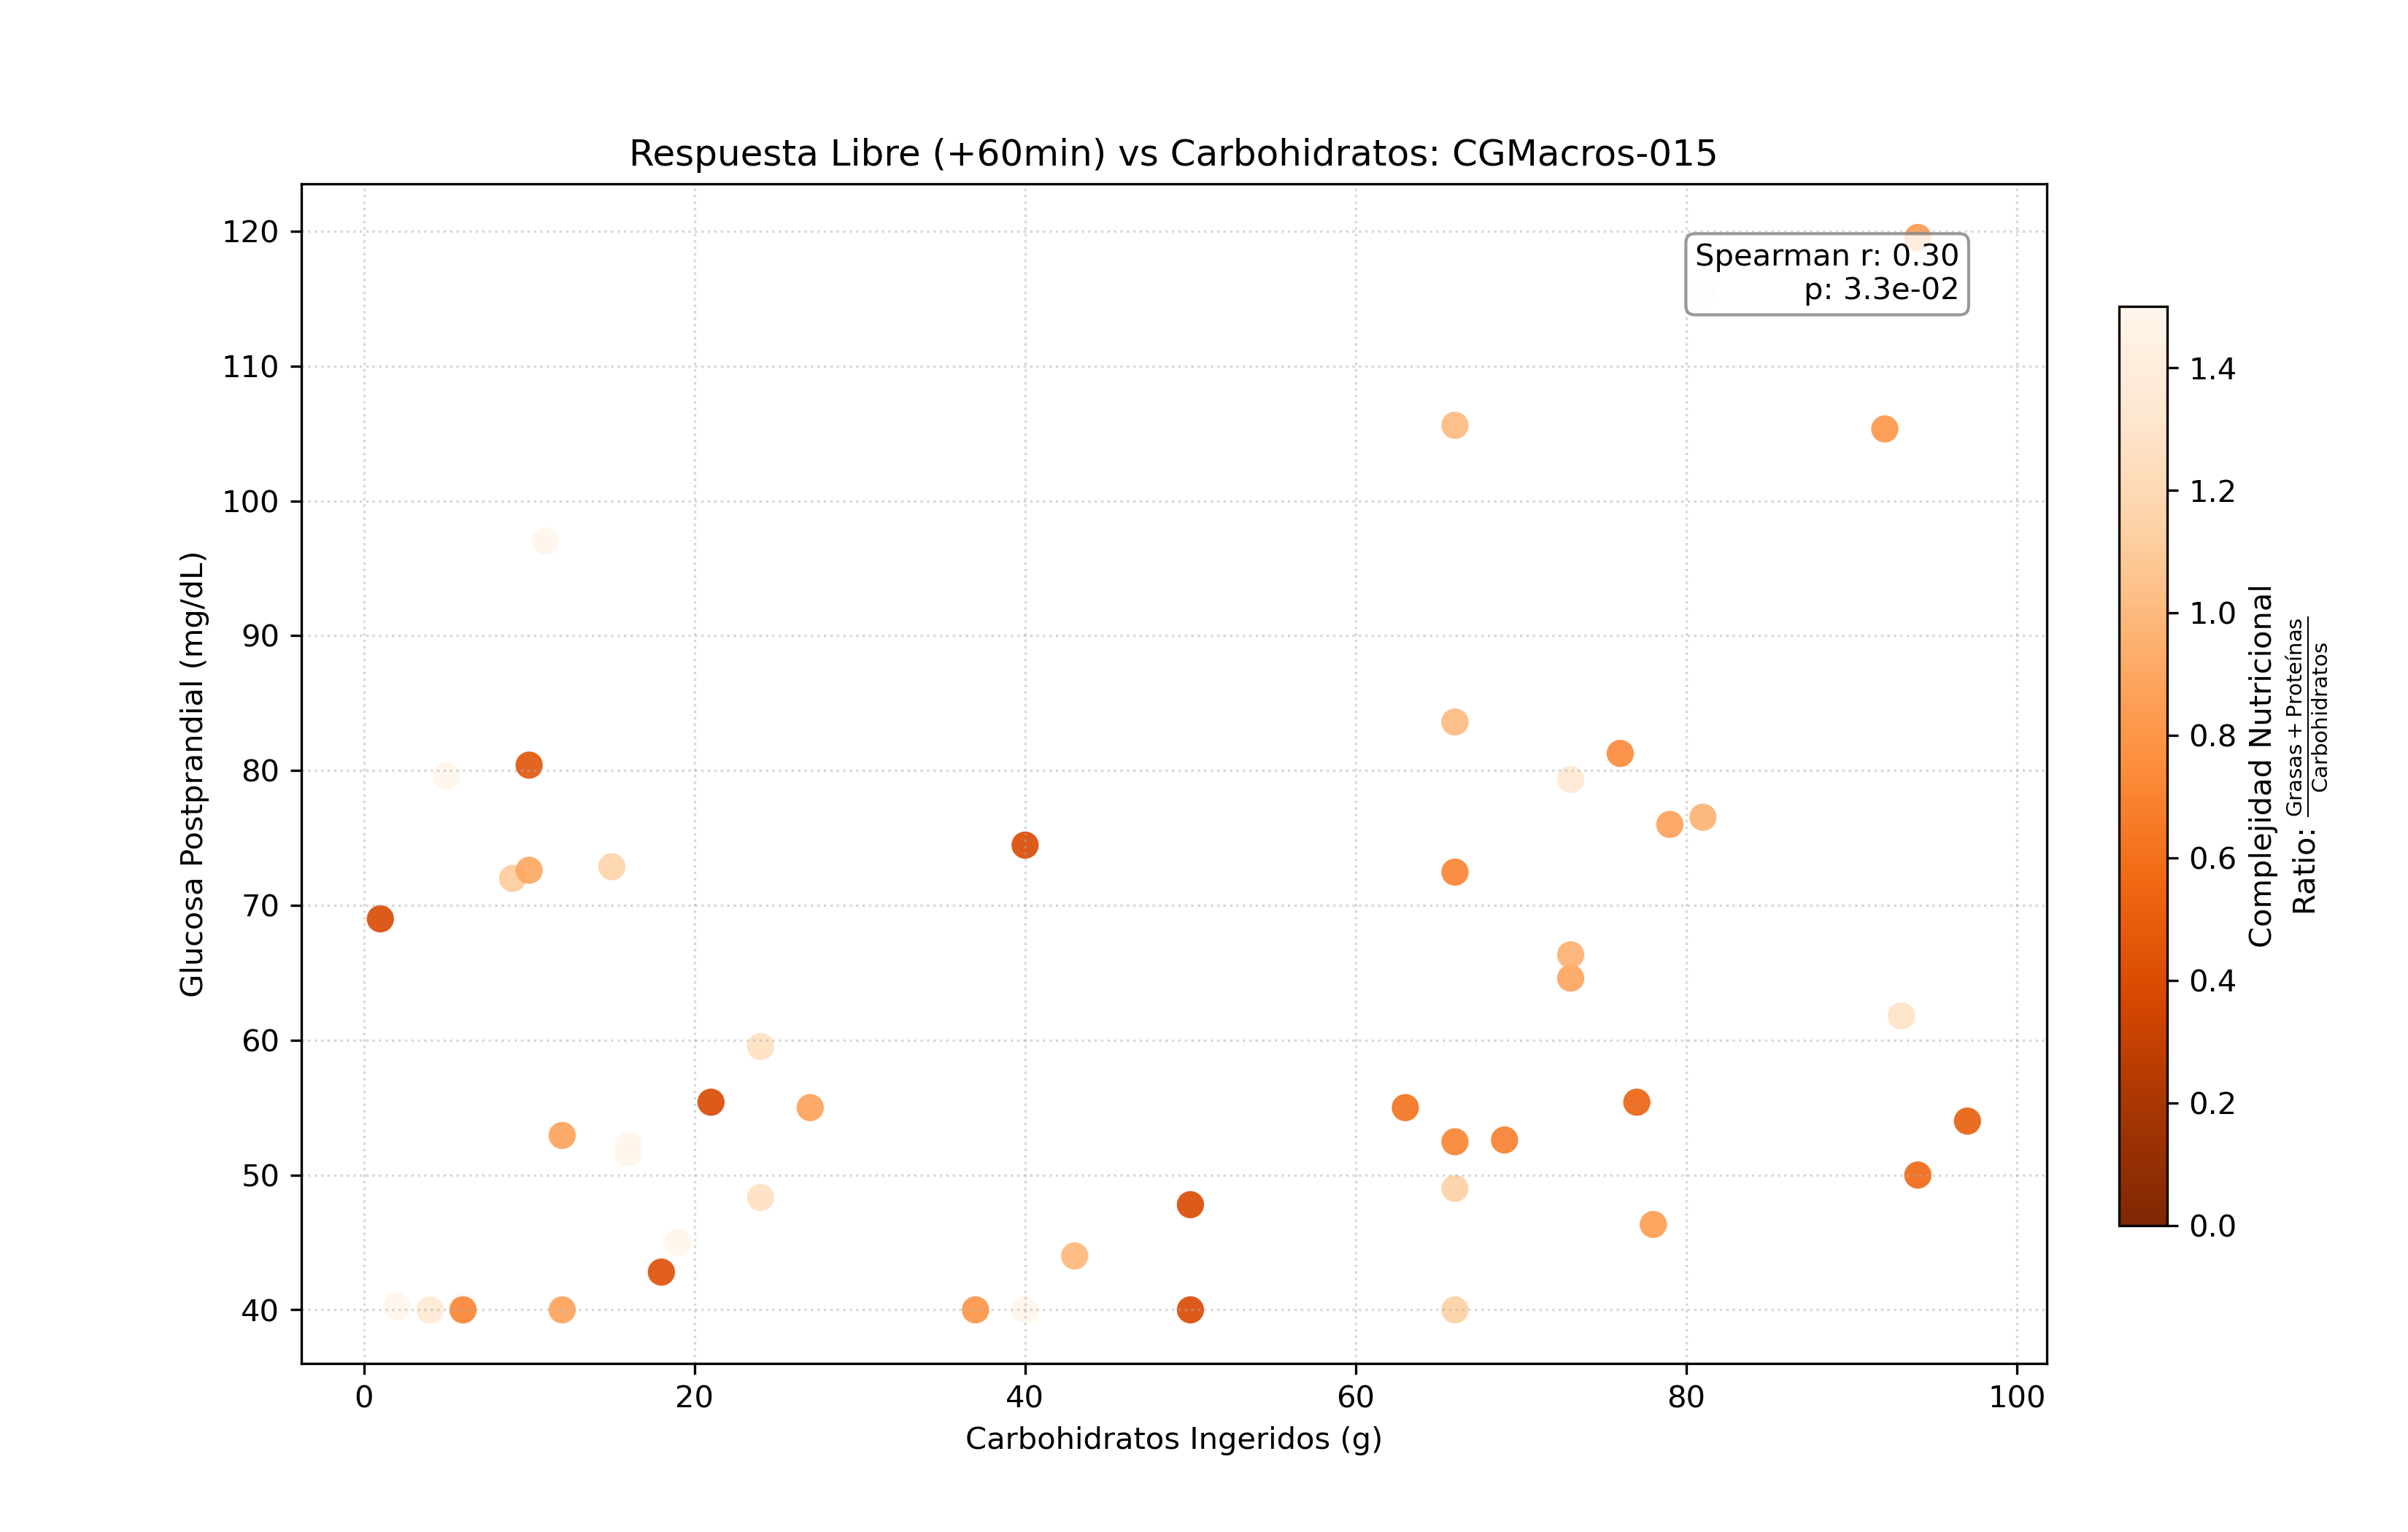 Respuesta Libre (+60min) vs Carbohidratos: CGMacros-015
Spearman r: 0.30
p: 3.3e-02
Glucosa Postprandial (mg/dL)
120
110
100
90
80
70
60
50
40
0
20
40
60
80
100
Carbohidratos Ingeridos (g)
1.4
1.2
1.0
0.8
0.6
0.4
0.2
0.0
Complejidad Nutricional
Ratio: Grasas + Proteínas
Carbohidratos